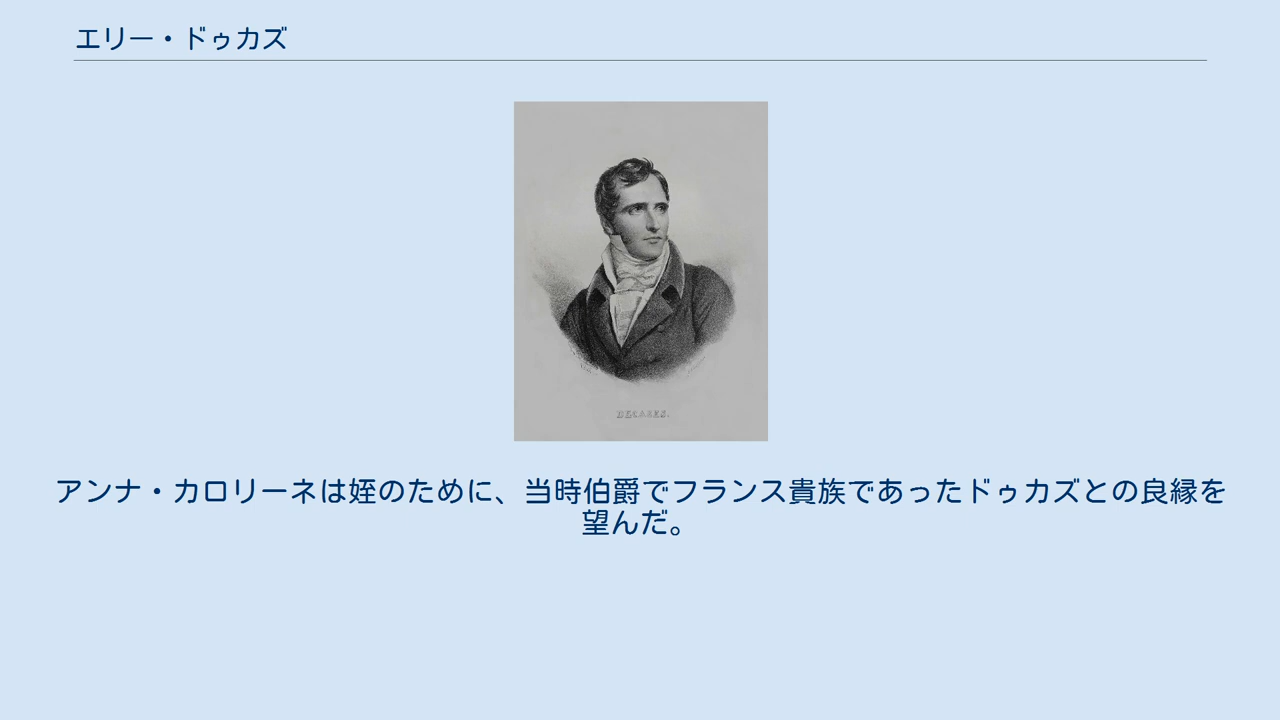 エリー・ドゥカズ
DECAZES.
アンナ・カロリーネは姪のために、当時伯爵でフランス貴族であったドゥカズとの良縁を
望んだ。